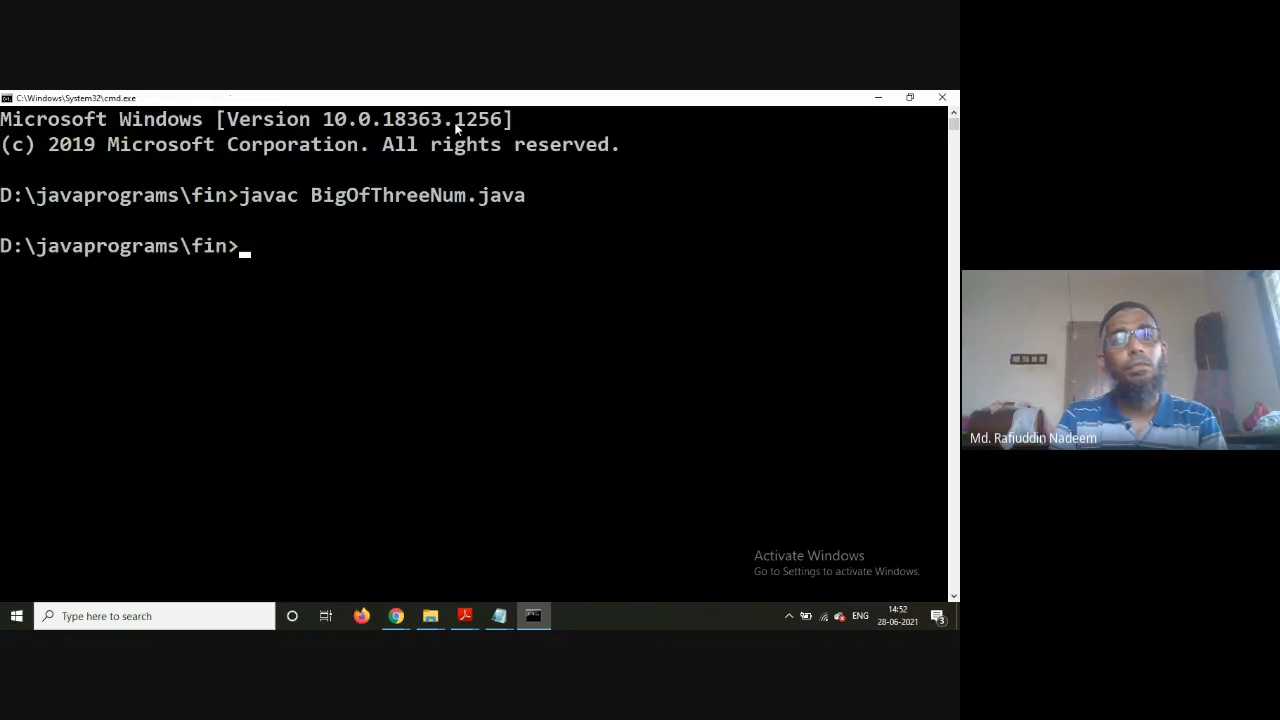 C:\Windows\System32\cmd.exe
Microsoft Windows [Version 10.0.18363.1256]
(c) 2019 Microsoft Corporation. All rights reserved.
D:\javaprograms\fin>javac BigOfThreeNum.java
D:\javaprograms\fin>
Md. Rafiuddin Nadeem
Activate Windows
Go to Settings to activate Windows.
Type here to search
ENG
14:52
28-06-2021
3